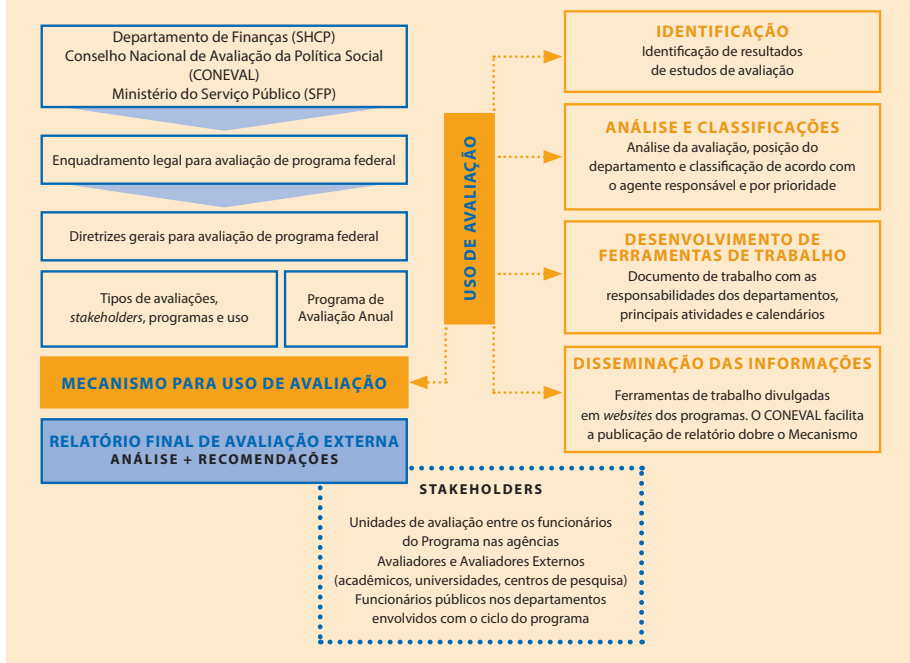 Departamento de Finanças (SHCP)
Conselho Nacional de Avaliação da Política Social
(CONEVAL)
Ministério do Serviço Público (SFP)
Enquadramento legal para avaliação de programa federal
Diretrizes gerais para avaliação de programa federal
Tipos de avaliações,
stakeholders, programas e uso
Programa de
Avaliação Anual
MECANISMO PARA USO DE AVALIAÇÃO
RELATÓRIO FINAL DE AVALIAÇÃO EXTERNA
ANÁLISE + RECOMENDAÇÕES
USO DE AVALIAÇÃO
IDENTIFICAÇÃO
Identificação de resultados
de estudos de avaliação
ANÁLISE E CLASSIFICAÇÕES
Análise da avaliação, posição do
departamento e classificação de acordo com
o agente responsável e por prioridade
DESENVOLVIMENTO DE
FERRAMENTAS DE TRABALHO
Documento de trabalho com as
responsabilidades dos departamentos,
principais atividades e calendários
DISSEMINAÇÃO DAS INFORMAÇÕES
Ferramentas de trabalho divulgadas
em websites dos programas. O CONEVAL facilita
a publicação de relatório dobre o Mecanismo
STAKEHOLDERS
Unidades de avaliação entre os funcionários
do Programa nas agências
Avaliadores e Avaliadores Externos
(acadêmicos, universidades, centros de pesquisa)
Funcionários públicos nos departamentos
envolvidos com o ciclo do programa